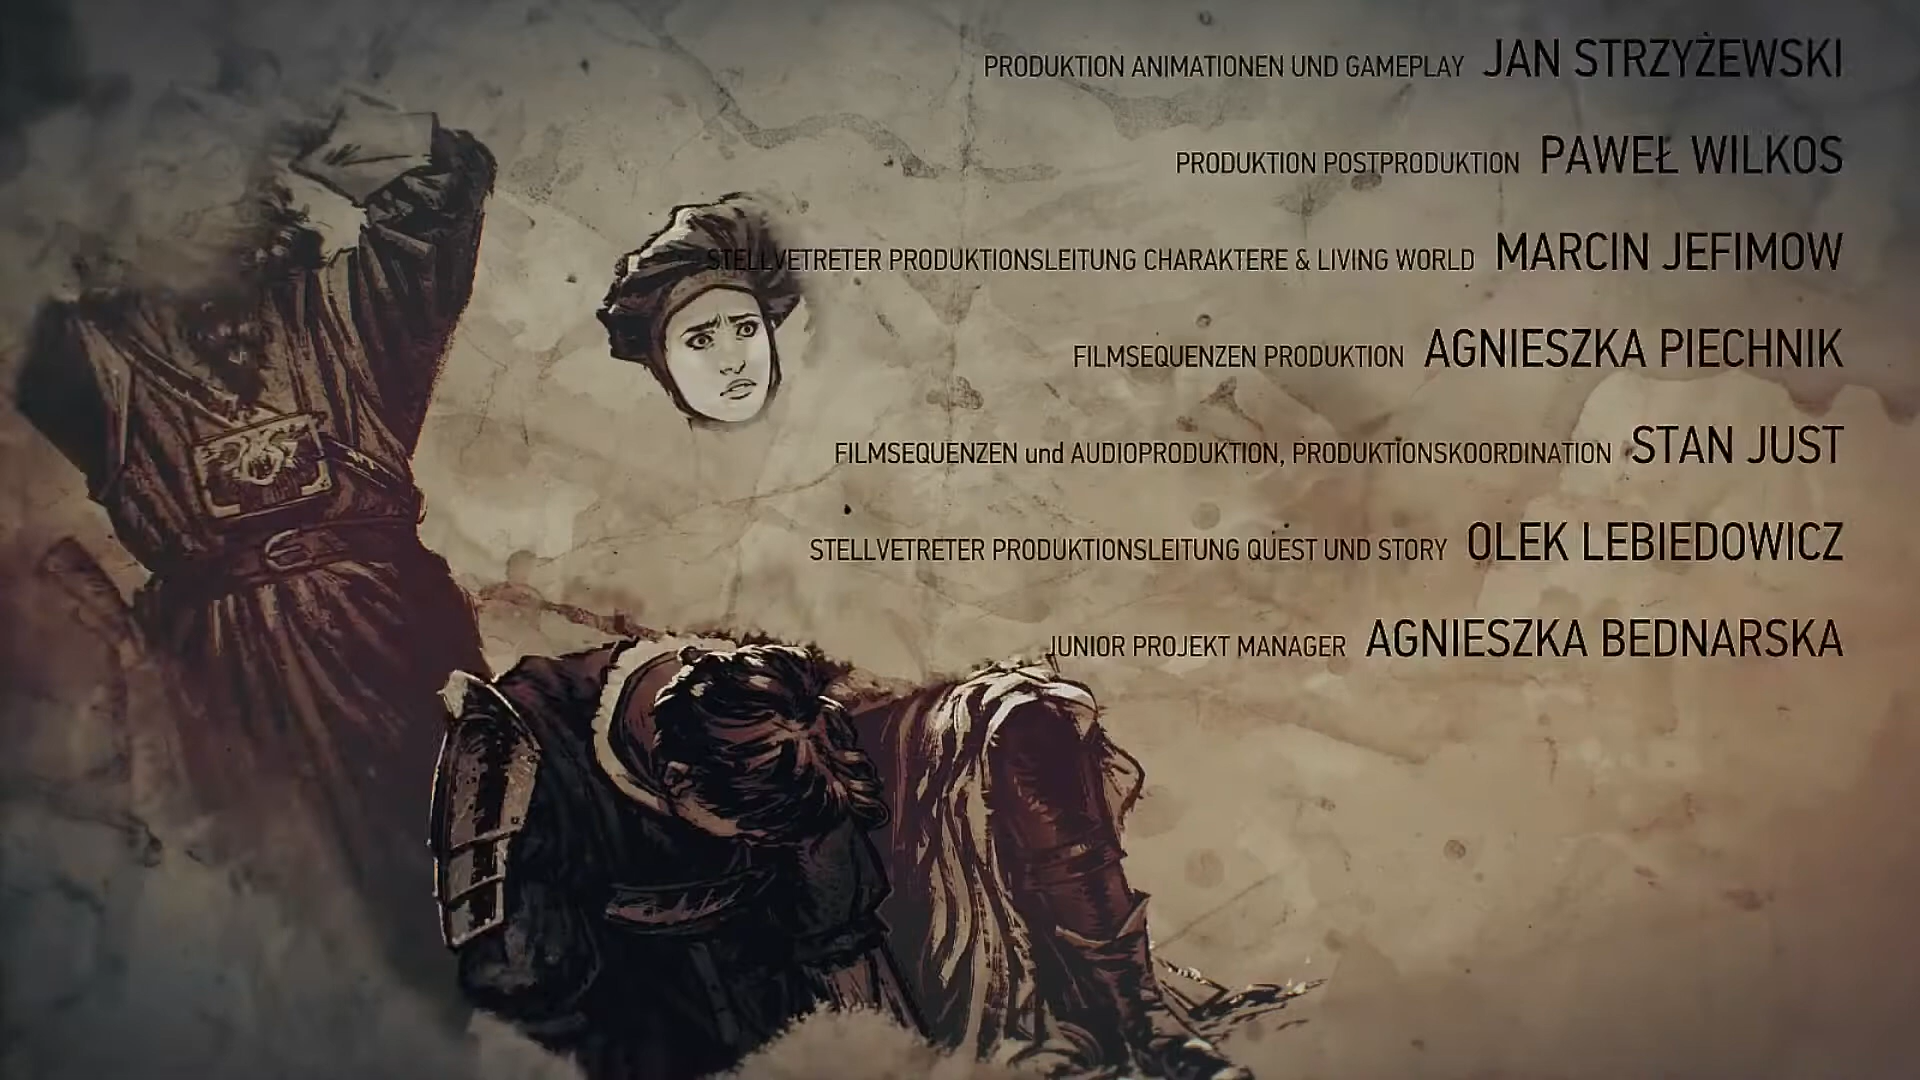 PRODUKTION ANIMATIONEN UND GAMEPLAY JAN STRZYŻEWSKI
PRODUKTION POSTPRODUKTION PAWEŁ WILKOS
STELLVETRETER PRODUKTIONSLEITUNG CHARAKTERE & LIVING WORLD MARCIN JEFIMOW
FILMSEQUENZEN PRODUKTION AGNIESZKA PIECHNIK
FILMSEQUENZEN und AUDIOPRODUKTION, PRODUKTIONSKOORDINATION STAN JUST
STELLVETRETER PRODUKTIONSLEITUNG QUEST UND STORY OLEK LEBIEDOWICZ
JUNIOR PROJEKT MANAGER AGNIESZKA BEDNARSKA